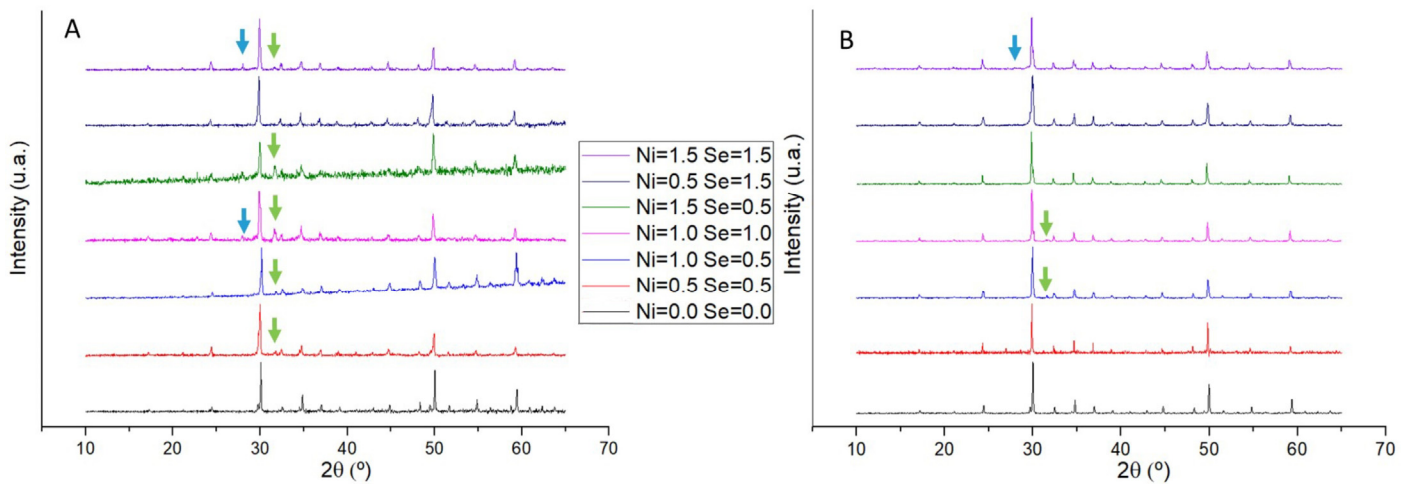 A
Intensity (u.a.)
10 20 30 40 50 60 70
2θ (º)
Ni=1.5 Se=1.5
Ni=0.5 Se=1.5
Ni=1.5 Se=0.5
Ni=1.0 Se=1.0
Ni=1.0 Se=0.5
Ni=0.5 Se=0.5
Ni=0.0 Se=0.0
B
Intensity (u.a.)
10 20 30 40 50 60 70
2θ (º)